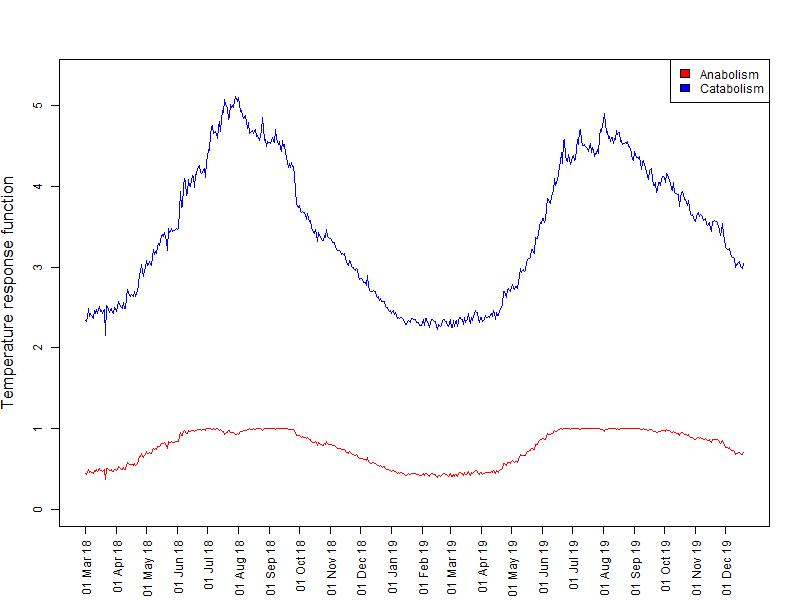 Anabolism
Catabolism
Temperature response function
5
4
3
2
1
0
01 Mar 18
01 Apr 18
01 May 18
01 Jun 18
01 Jul 18
01 Aug 18
01 Sep 18
01 Oct 18
01 Nov 18
01 Dec 18
01 Jan 19
01 Feb 19
01 Mar 19
01 Apr 19
01 May 19
01 Jun 19
01 Jul 19
01 Aug 19
01 Sep 19
01 Oct 19
01 Nov 19
01 Dec 19